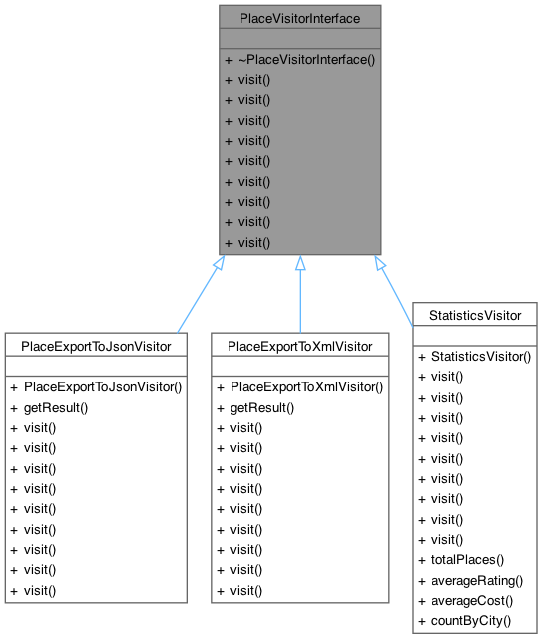 PlaceVisitorInterface
+ ~PlaceVisitorInterface()
+ visit()
+ visit()
+ visit()
+ visit()
+ visit()
+ visit()
+ visit()
+ visit()
+ visit()
PlaceExportToJsonVisitor
+ PlaceExportToJsonVisitor()
+ getResult()
+ visit()
+ visit()
+ visit()
+ visit()
+ visit()
+ visit()
+ visit()
+ visit()
+ visit()
PlaceExportToXmlVisitor
+ PlaceExportToXmlVisitor()
+ getResult()
+ visit()
+ visit()
+ visit()
+ visit()
+ visit()
+ visit()
+ visit()
+ visit()
+ visit()
StatisticsVisitor
+ StatisticsVisitor()
+ visit()
+ visit()
+ visit()
+ visit()
+ visit()
+ visit()
+ visit()
+ visit()
+ visit()
+ totalPlaces()
+ averageRating()
+ averageCost()
+ countByCity()